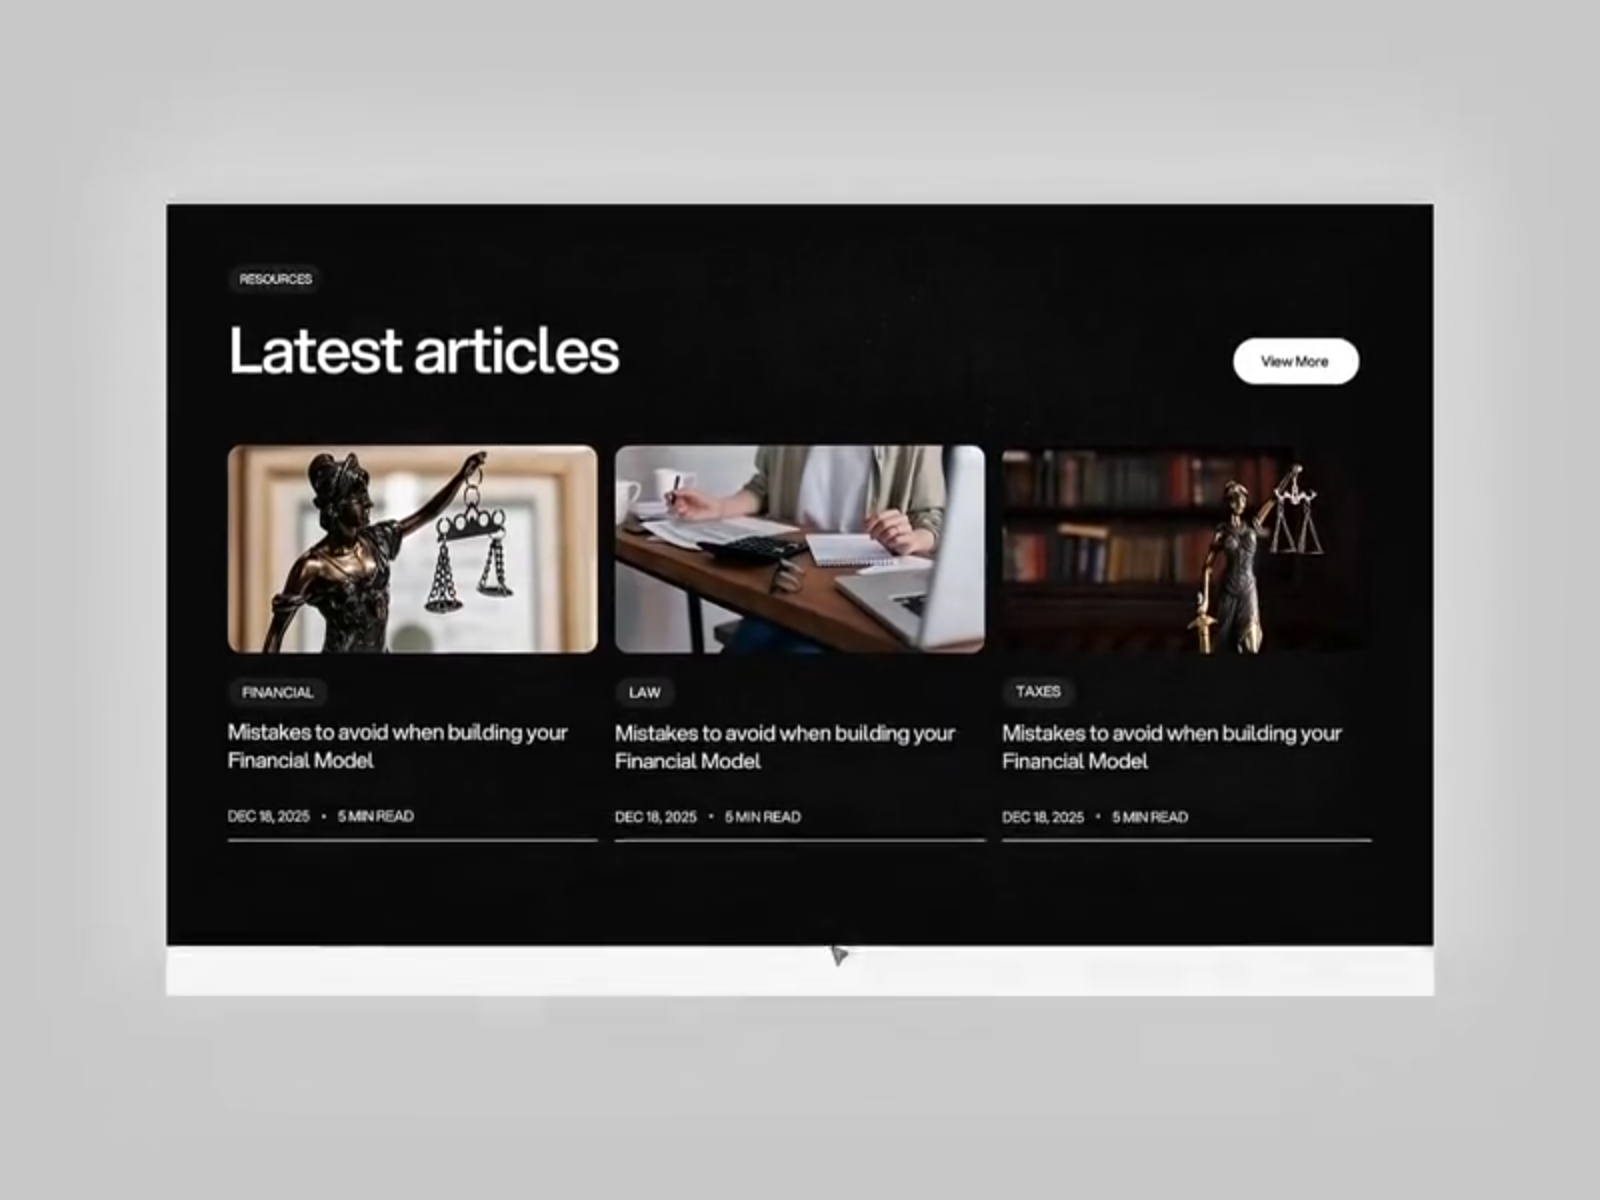 RESOURCES
Latest articles
View More
FINANCIAL
Mistakes to avoid when building your
Financial Model
DEC 18, 2025 • 5 MIN READ
LAW
Mistakes to avoid when building your
Financial Model
DEC 18, 2025 • 5 MIN READ
TAXES
Mistakes to avoid when building your
Financial Model
DEC 18, 2025 • 5 MIN READ